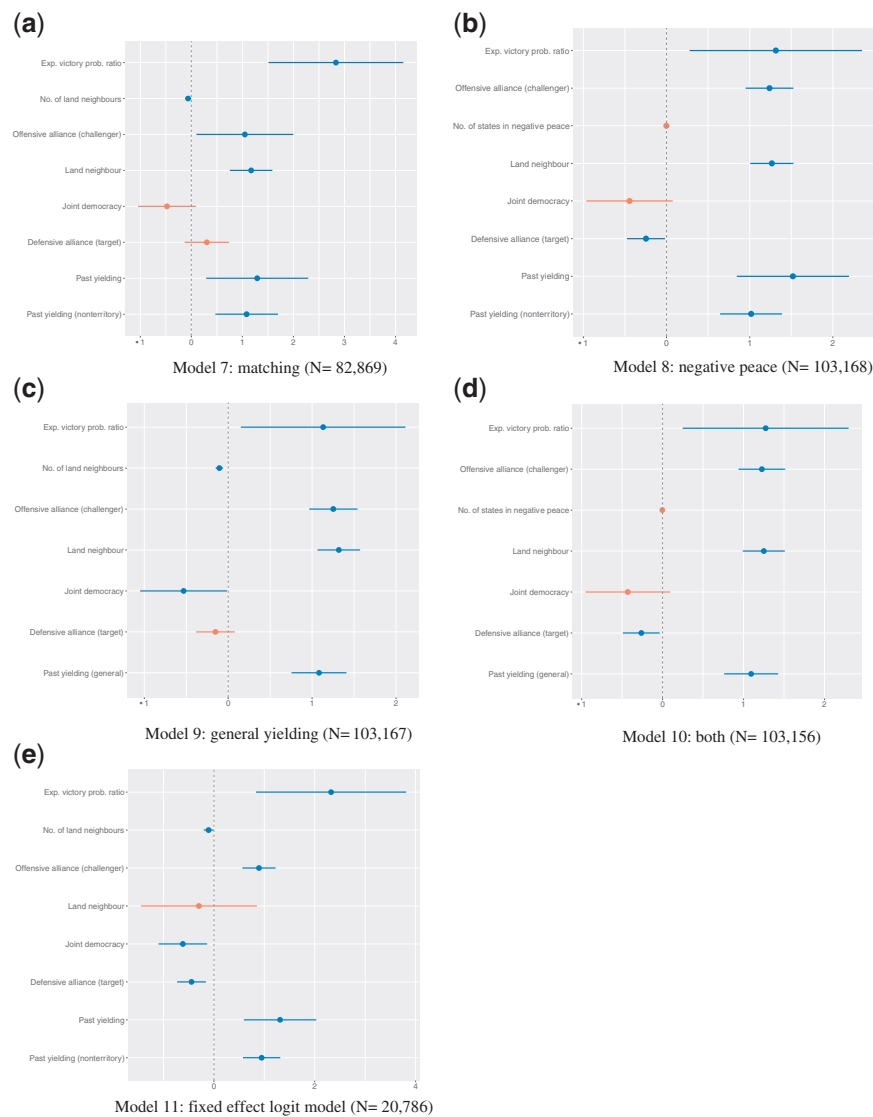 (a)
Exp. victory prob. ratio
No. of land neighbours
Offensive alliance (challenger)
Land neighbour
Joint democracy
Defensive alliance (target)
Past yielding
Past yielding (nonterritory)
-1 0 1 2 3 4
Model 7: matching (N= 82,869)
(b)
Exp. victory prob. ratio
Offensive alliance (challenger)
No. of states in negative peace
Land neighbour
Joint democracy
Defensive alliance (target)
Past yielding
Past yielding (nonterritory)
-1 0 1 2
Model 8: negative peace (N= 103,168)
(c)
Exp. victory prob. ratio
No. of land neighbours
Offensive alliance (challenger)
Land neighbour
Joint democracy
Defensive alliance (target)
Past yielding (general)
-1 0 1 2
Model 9: general yielding (N= 103,167)
(d)
Exp. victory prob. ratio
Offensive alliance (challenger)
No. of states in negative peace
Land neighbour
Joint democracy
Defensive alliance (target)
Past yielding (general)
-1 0 1 2
Model 10: both (N= 103,156)
(e)
Exp. victory prob. ratio
No. of land neighbours
Offensive alliance (challenger)
Land neighbour
Joint democracy
Defensive alliance (target)
Past yielding
Past yielding (nonterritory)
0 2 4
Model 11: fixed effect logit model (N= 20,786)